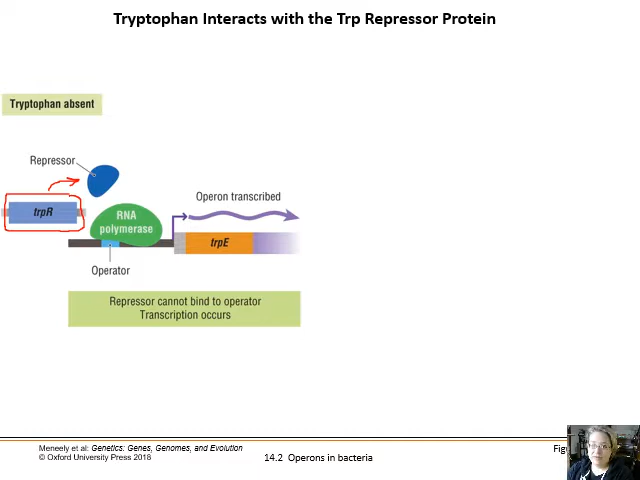 Tryptophan Interacts with the Trp Repressor Protein
Tryptophan absent
Repressor
trpR
RNA
polymerase
Operon transcribed
trpE
Operator
Repressor cannot bind to operator
Transcription occurs
Meneely et al: Genetics: Genes, Genomes, and Evolution
© Oxford University Press 2018
14.2 Operons in bacteria